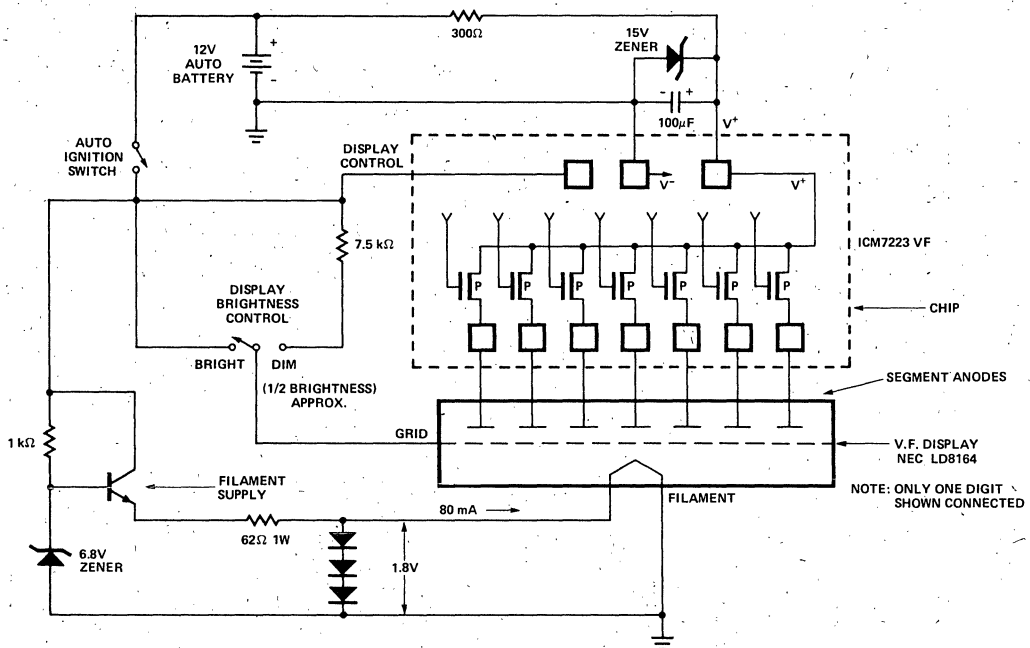 300Ω
15V
ZENER
12V
AUTO
BATTERY
+
-
- +
100μF
V+
AUTO
IGNITION
SWITCH
DISPLAY
CONTROL
V-
V+
7.5 kΩ
ICM7223 VF
P P P P P P P
DISPLAY
BRIGHTNESS
CONTROL
CHIP
BRIGHT
DIM
(1/2 BRIGHTNESS)
APPROX.
SEGMENT ANODES
1 kΩ
GRID
V.F. DISPLAY
NEC LD8164
FILAMENT
SUPPLY
FILAMENT
NOTE: ONLY ONE DIGIT
SHOWN CONNECTED
80 mA
62Ω 1W
6.8V
ZENER
1.8V